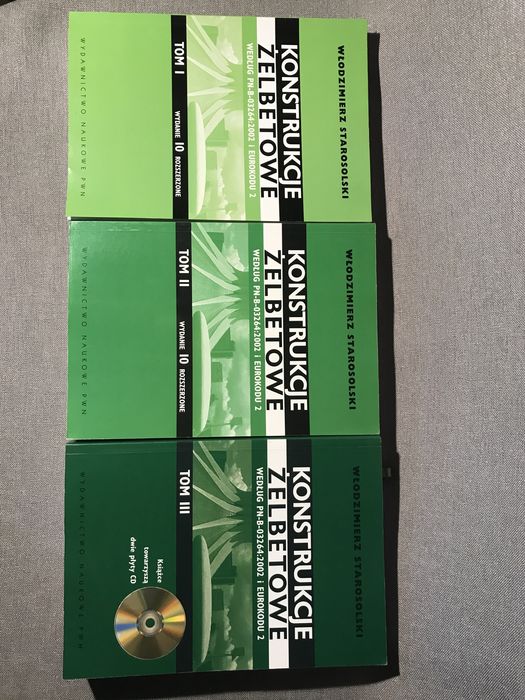 WŁODZIMIERZ STAROSOLSKI
KONSTRUKCJE
ŻELBETOWE
WEDŁUG PN-B-03264:2002 i EUROKODU 2
TOM I
WYDANIE 10 ROZSZERZONE
WYDAWNICTWO NAUKOWE PWN
WŁODZIMIERZ STAROSOLSKI
KONSTRUKCJE
ŻELBETOWE
WEDŁUG PN-B-03264:2002 i EUROKODU 2
TOM II
WYDANIE 10 ROZSZERZONE
WYDAWNICTWO NAUKOWE PWN
WŁODZIMIERZ STAROSOLSKI
KONSTRUKCJE
ŻELBETOWE
WEDŁUG PN-B-03264:2002 i EUROKODU 2
TOM III
Książce
towarzyszą
dwie płyty CD
WYDAWNICTWO NAUKOWE PWN